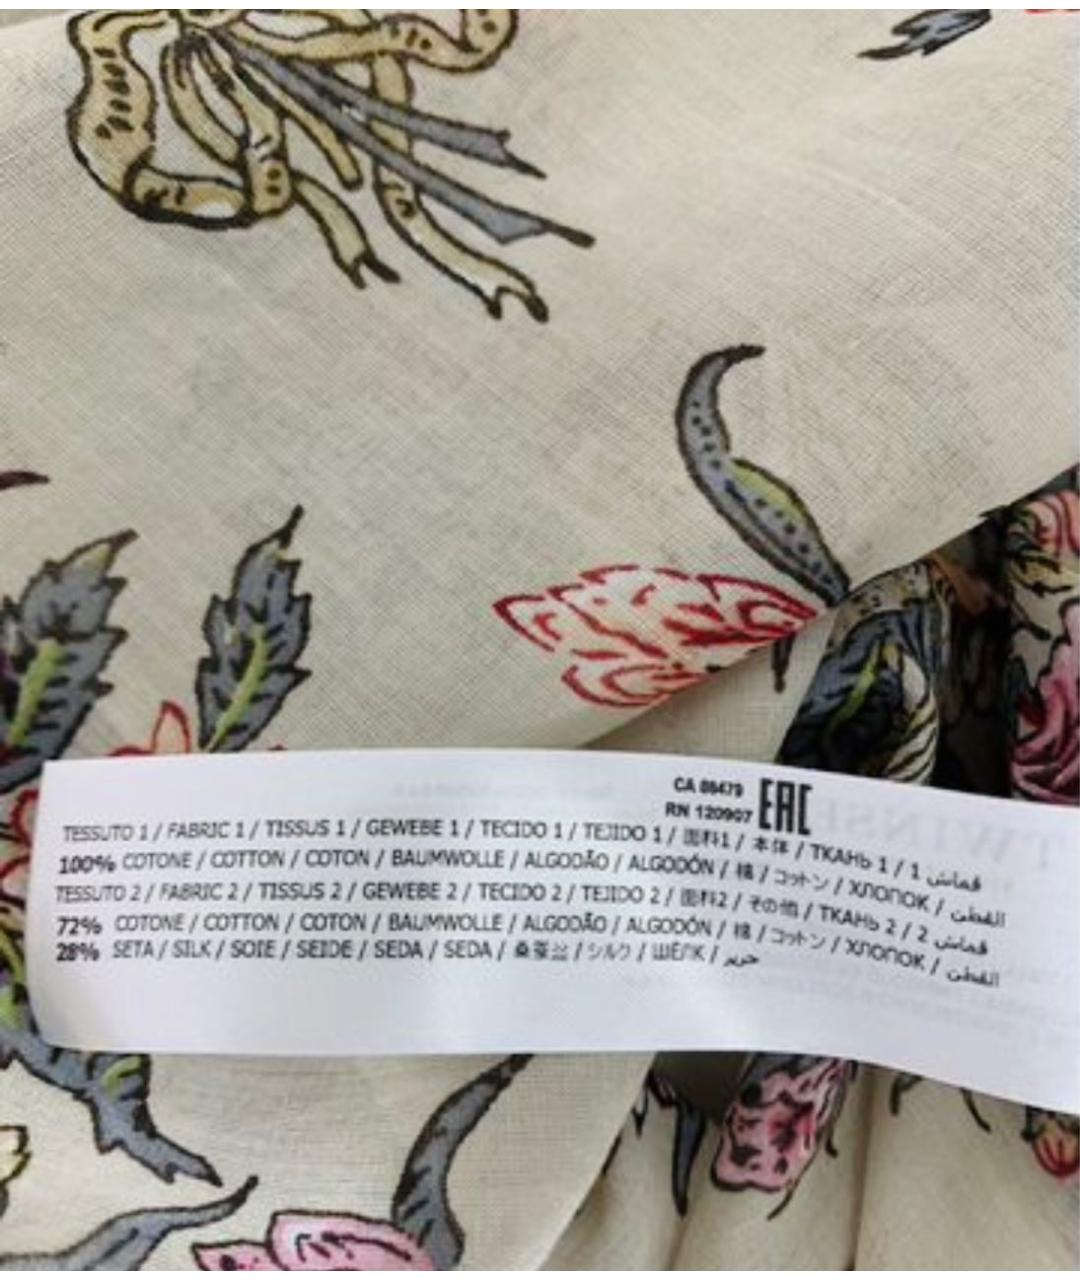 CA 08479
RN 120907 EAC
TESSUTO 1 / FABRIC 1 / TISSUS 1 / GEWEBE 1 / TECIDO 1 / TEJIDO 1 / 面料1 / 本体 / ТКАНЬ 1 / قماش 1
100% COTONE / COTTON / COTON / BAUMWOLLE / ALGODÃO / ALGODÓN / 棉 / コットン / ХЛОПОК / القطن
TESSUTO 2 / FABRIC 2 / TISSUS 2 / GEWEBE 2 / TECIDO 2 / TEJIDO 2 / 面料2 / その他 / ТКАНЬ 2 / قماش 2
72% COTONE / COTTON / COTON / BAUMWOLLE / ALGODÃO / ALGODÓN / 棉 / コットン / ХЛОПОК / القطن
28% SETA / SILK / SOIE / SEIDE / SEDA / SEDA / 桑蚕丝 / シルク / ШЁЛК / حرير